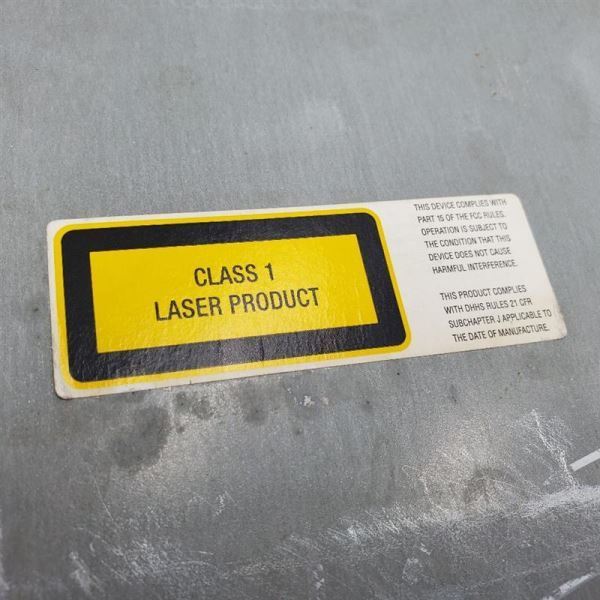 CLASS 1
LASER PRODUCT
THIS DEVICE COMPLIES WITH
PART 15 OF THE FCC RULES.
OPERATION IS SUBJECT TO
THE CONDITION THAT THIS
DEVICE DOES NOT CAUSE
HARMFUL INTERFERENCE.
THIS PRODUCT COMPLIES
WITH DHHS RULES 21 CFR
SUBCHAPTER J APPLICABLE TO
THE DATE OF MANUFACTURE.